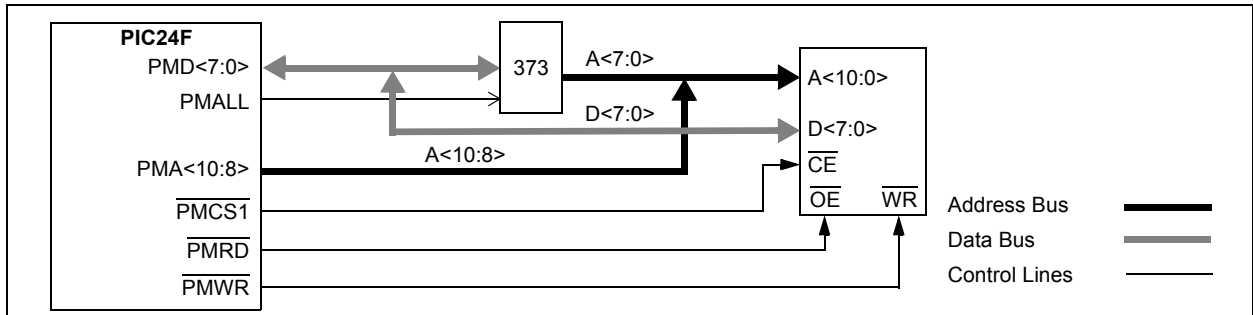 PIC24F
PMD<7:0>
PMALL
PMA<10:8>
PMCS1
PMRD
PMWR
373
A<7:0>
D<7:0>
A<10:8>
A<10:0>
D<7:0>
CE
OE WR
Address Bus
Data Bus
Control Lines